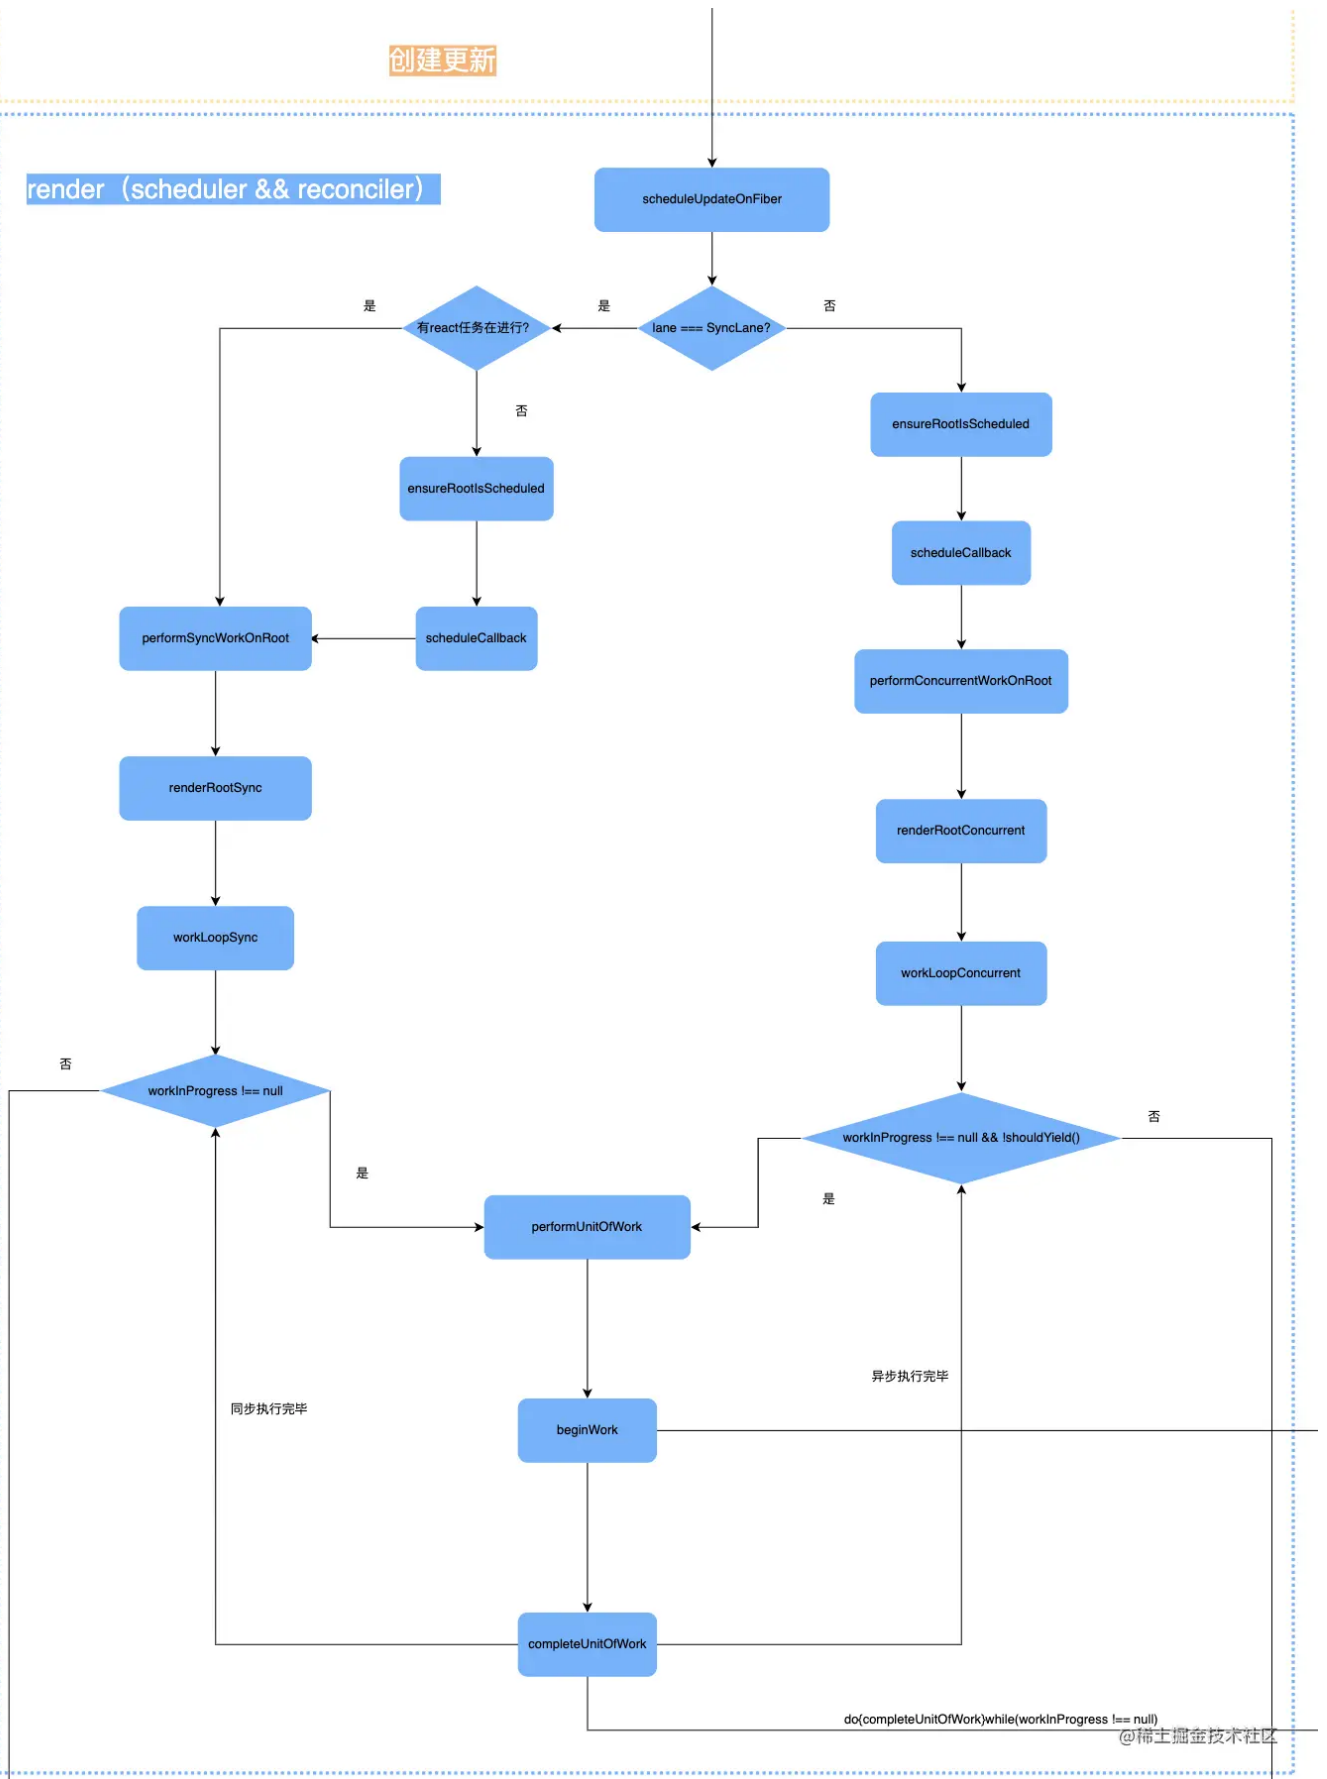 创建更新
render（scheduler && reconciler）
scheduleUpdateOnFiber
是
是
否
有react任务在进行?
lane === SyncLane?
否
ensureRootIsScheduled
ensureRootIsScheduled
scheduleCallback
performSyncWorkOnRoot
scheduleCallback
performConcurrentWorkOnRoot
renderRootSync
renderRootConcurrent
workLoopSync
workLoopConcurrent
否
workInProgress !== null
否
workInProgress !== null && !shouldYield()
是
是
performUnitOfWork
异步执行完毕
同步执行完毕
beginWork
completeUnitOfWork
do{completeUnitOfWork}while(workInProgress !== null)
@稀土掘金技术社区